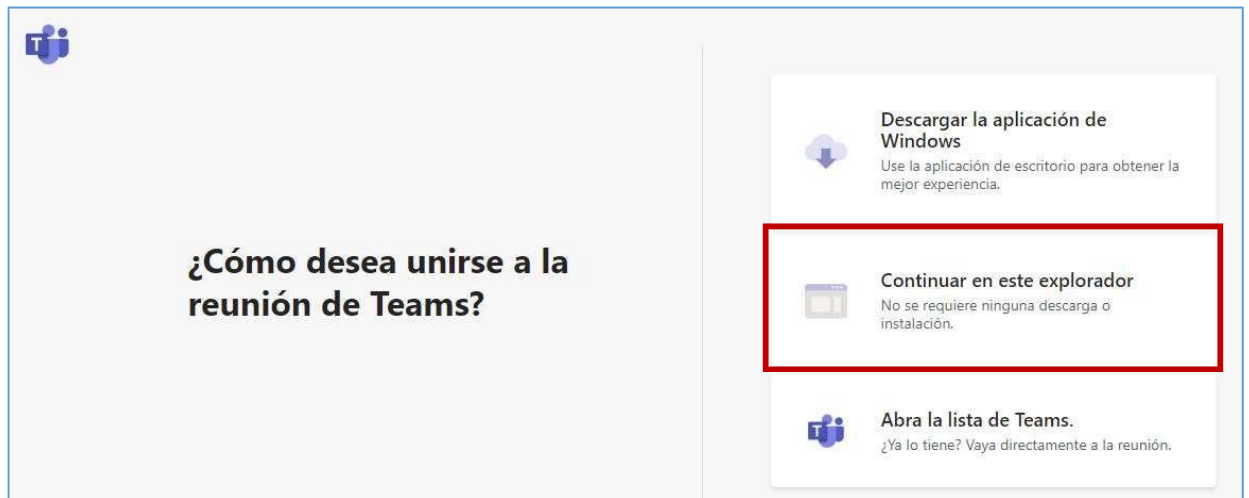 T
¿Cómo desea unirse a la
reunión de Teams?
Descargar la aplicación de
Windows
Use la aplicación de escritorio para obtener la
mejor experiencia.
Continuar en este explorador
No se requiere ninguna descarga o
instalación.
T
Abra la lista de Teams.
¿Ya lo tiene? Vaya directamente a la reunión.